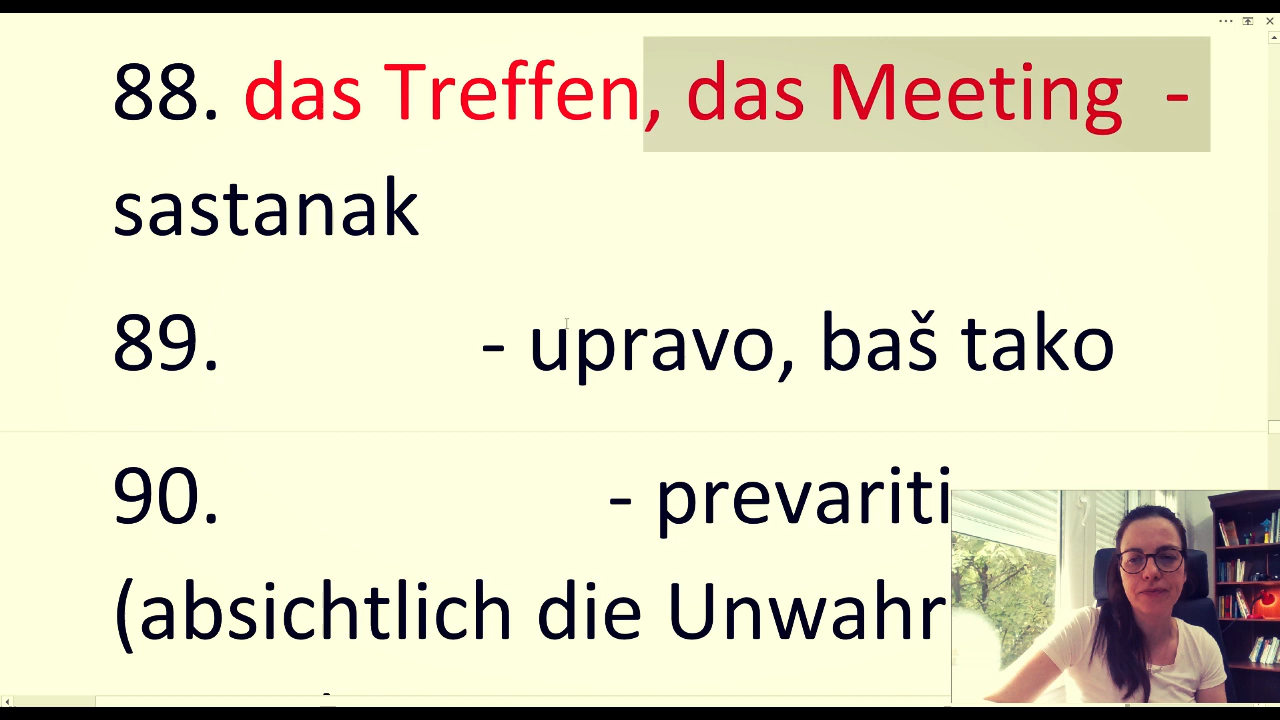 88. das Treffen, das Meeting -
sastanak
89. - upravo, baš tako
90. - prevariti
(absichtlich die Unwahr